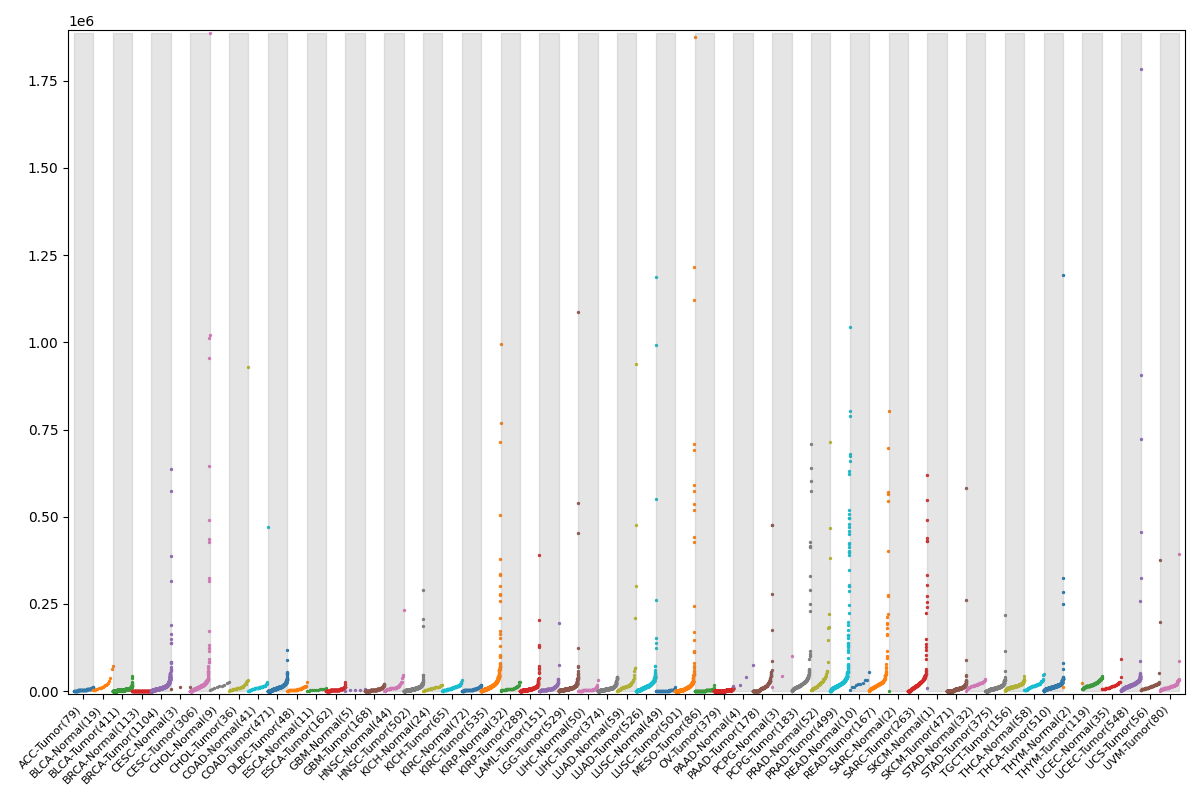 1e6
1.75
1.50
1.25
1.00
0.75
0.50
0.25
0.00
ACC-Tumor(79)
BLCA-Normal(19)
BLCA-Tumor(411)
BRCA-Normal(113)
BRCA-Tumor(1104)
CESC-Normal(3)
CESC-Tumor(306)
CHOL-Normal(9)
CHOL-Tumor(36)
COAD-Normal(41)
COAD-Tumor(471)
DLBC-Tumor(48)
ESCA-Normal(11)
ESCA-Tumor(162)
GBM-Normal(5)
GBM-Tumor(168)
HNSC-Normal(44)
HNSC-Tumor(502)
KICH-Normal(24)
KICH-Tumor(65)
KIRC-Normal(72)
KIRC-Tumor(535)
KIRP-Normal(32)
KIRP-Tumor(289)
LAML-Tumor(151)
LGG-Tumor(529)
LIHC-Normal(50)
LIHC-Tumor(374)
LUAD-Normal(59)
LUAD-Tumor(526)
LUSC-Normal(49)
LUSC-Tumor(501)
MESO-Tumor(86)
OV-Tumor(379)
PAAD-Normal(4)
PAAD-Tumor(178)
PCPG-Normal(3)
PCPG-Tumor(183)
PRAD-Normal(52)
PRAD-Tumor(499)
READ-Normal(10)
READ-Tumor(167)
SARC-Normal(2)
SARC-Tumor(263)
SKCM-Normal(1)
SKCM-Tumor(471)
STAD-Normal(32)
STAD-Tumor(375)
TGCT-Tumor(156)
THCA-Normal(58)
THCA-Tumor(510)
THYM-Normal(2)
THYM-Tumor(119)
UCEC-Normal(35)
UCEC-Tumor(548)
UCS-Tumor(56)
UVM-Tumor(80)